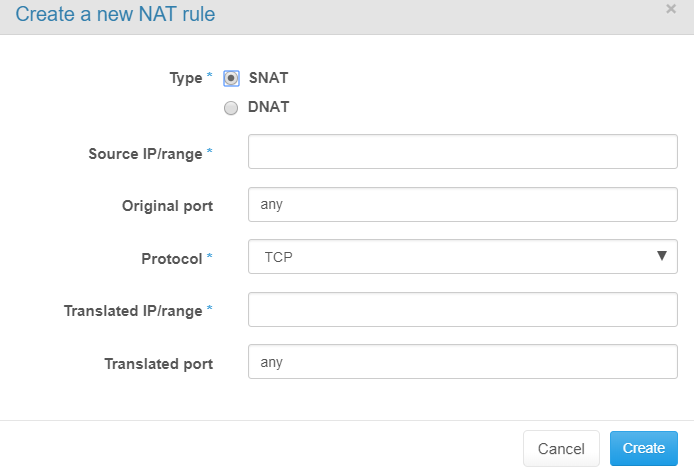 Create a new NAT rule ×
Type * SNAT
DNAT
Source IP/range *
Original port any
Protocol * TCP
Translated IP/range *
Translated port any
Cancel Create